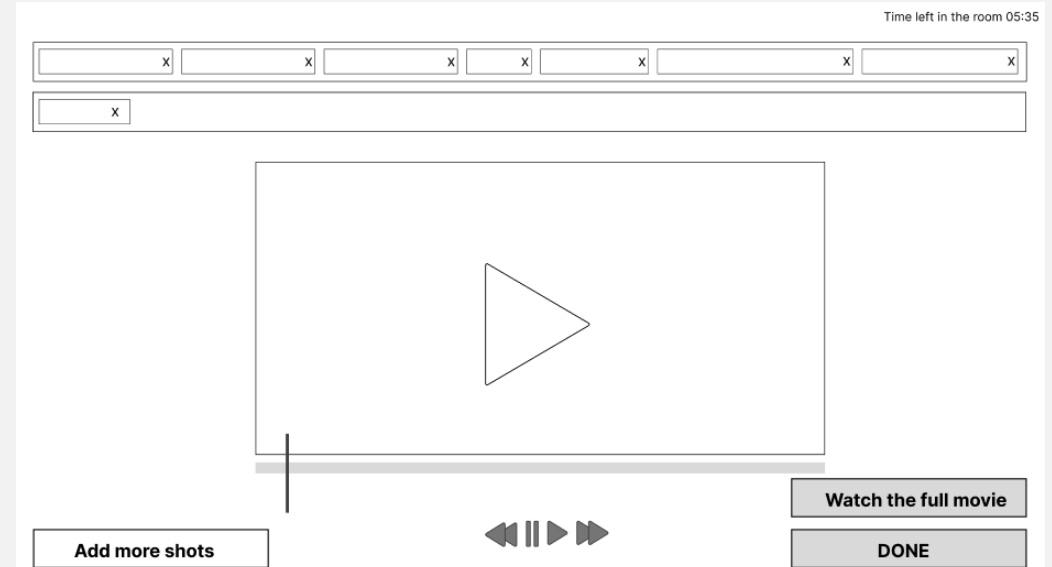 Time left in the room 05:35
X X X X X X X
X
Watch the full movie
Add more shots
DONE